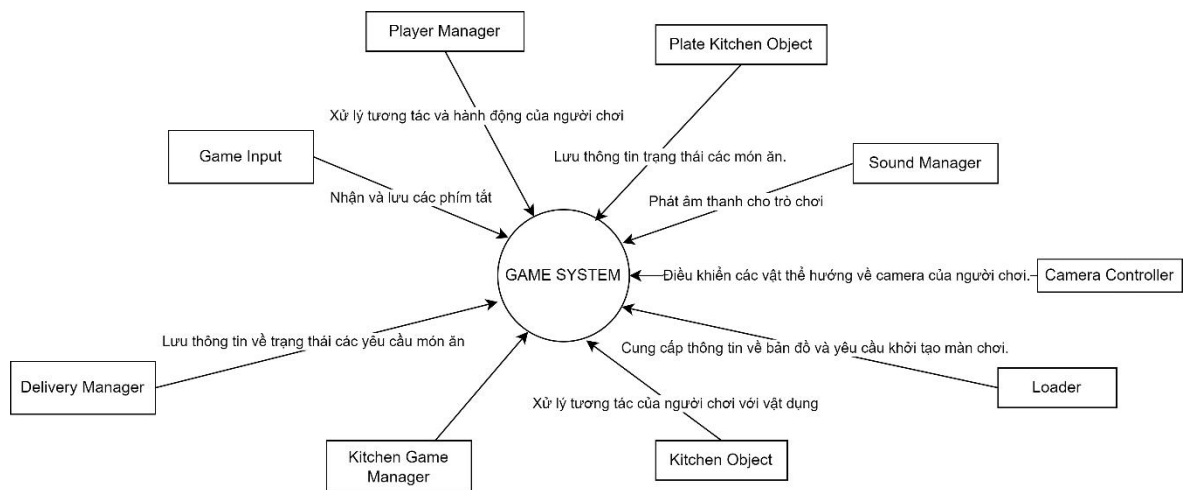 Player Manager
Plate Kitchen Object
Xử lý tương tác và hành động của người chơi
Game Input
Lưu thông tin trạng thái các món ăn.
Sound Manager
Nhận và lưu các phím tắt
Phát âm thanh cho trò chơi
GAME SYSTEM
Điều khiển các vật thể hướng về camera của người chơi.
Camera Controller
Lưu thông tin về trạng thái các yêu cầu món ăn
Cung cấp thông tin về bản đồ và yêu cầu khởi tạo màn chơi.
Delivery Manager
Loader
Xử lý tương tác của người chơi với vật dụng
Kitchen Game
Manager
Kitchen Object